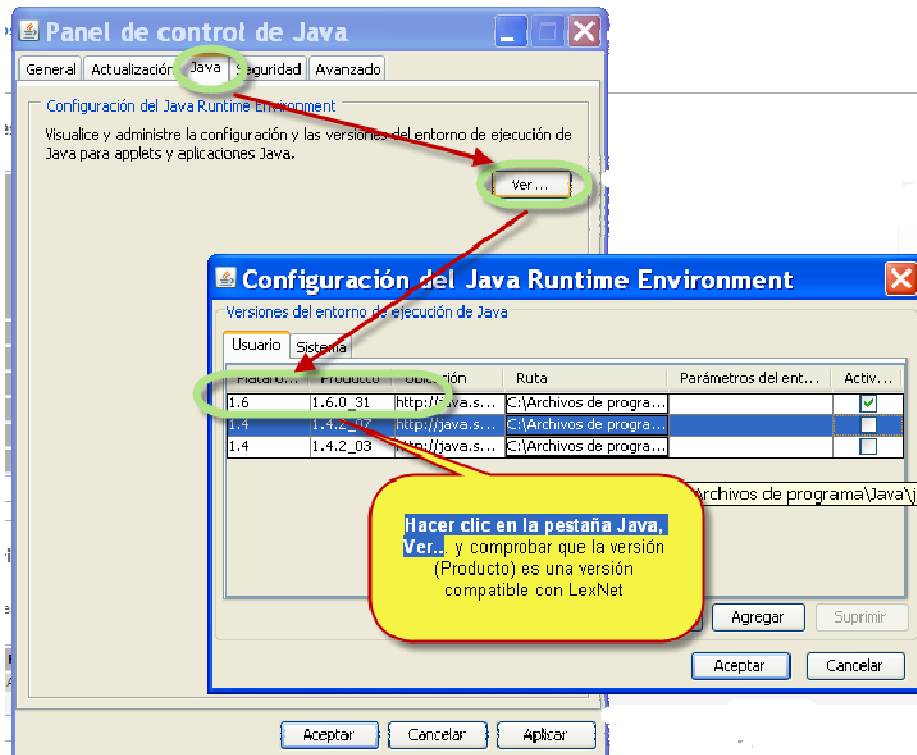 Panel de control de Java
General Actualización Java Seguridad Avanzado
Configuración del Java Runtime Environment
Visualice y administre la configuración y las versiones del entorno de ejecución de
Java para applets y aplicaciones Java.
Ver...
Configuración del Java Runtime Environment
Versiones del entorno de ejecución de Java
Usuario Sistema
Platafo... Producto Ubicación Ruta Parámetros del ent... Activ...
1.6 1.6.0_31 http://java.s... C:\Archivos de progra...
1.4 1.4.2_07 http://java.s... C:\Archivos de progra...
1.4 1.4.2_03 http://java.s... C:\Archivos de progra...
Archivos de programa\Java\j
Hacer clic en la pestaña Java,
Ver... y comprobar que la versión
(Producto) es una versión
compatible con LexNet
Agregar Suprimir
Aceptar Cancelar
Aceptar Cancelar Aplicar